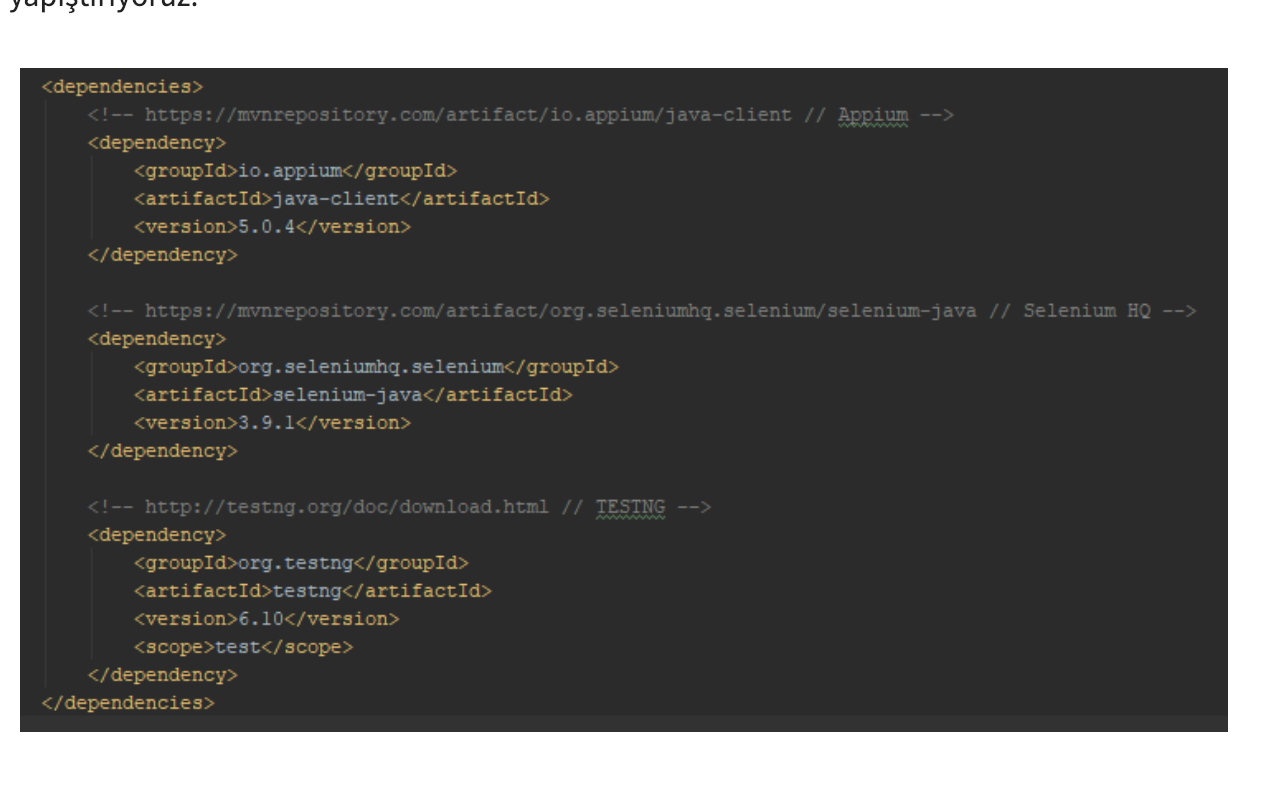 yapıştırıyoruz.
<dependencies>
<!-- https://mvnrepository.com/artifact/io.appium/java-client // Appium -->
<dependency>
<groupId>io.appium</groupId>
<artifactId>java-client</artifactId>
<version>5.0.4</version>
</dependency>
<!-- https://mvnrepository.com/artifact/org.seleniumhq.selenium/selenium-java // Selenium HQ -->
<dependency>
<groupId>org.seleniumhq.selenium</groupId>
<artifactId>selenium-java</artifactId>
<version>3.9.1</version>
</dependency>
<!-- http://testng.org/doc/download.html // TESTNG -->
<dependency>
<groupId>org.testng</groupId>
<artifactId>testng</artifactId>
<version>6.10</version>
<scope>test</scope>
</dependency>
</dependencies>